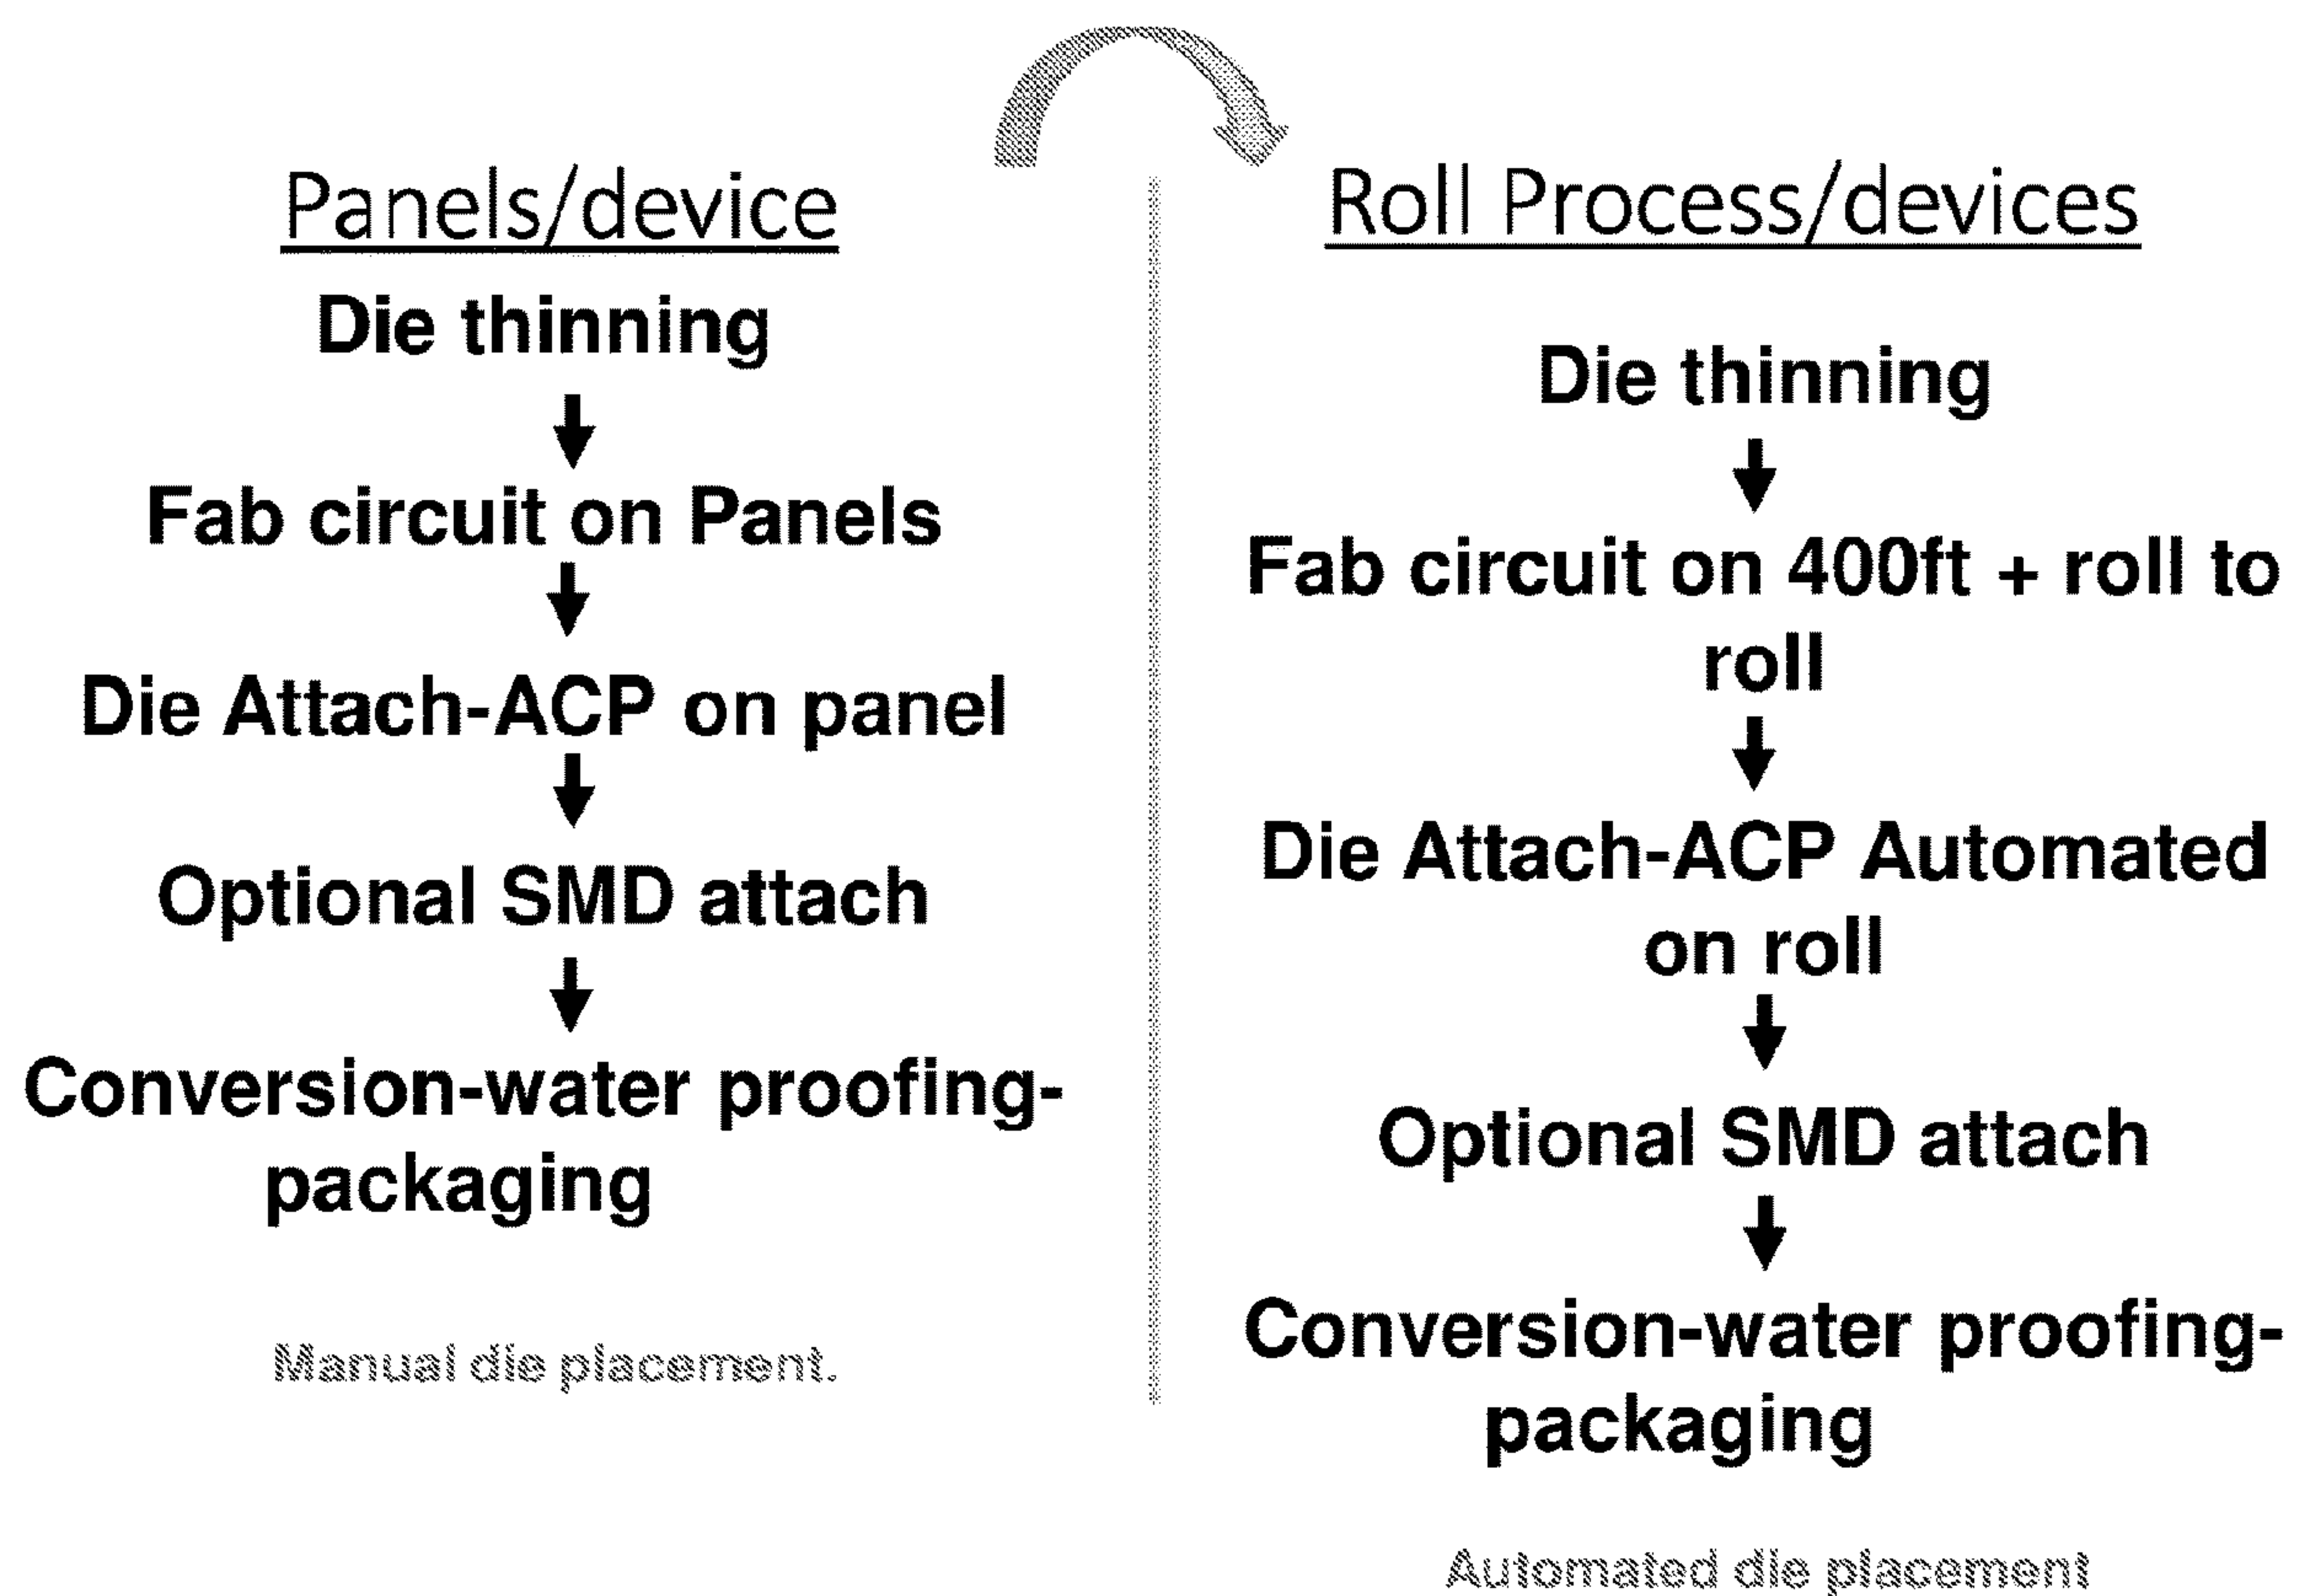 Panels/device
Die thinning
Fab circuit on Panels
Die Attach-ACP on panel
Optional SMD attach
Conversion-water proofing-
packaging
Manual die placement.
Roll Process/devices
Die thinning
Fab circuit on 400ft + roll to
roll
Die Attach-ACP Automated
on roll
Optional SMD attach
Conversion-water proofing-
packaging
Automated die placement